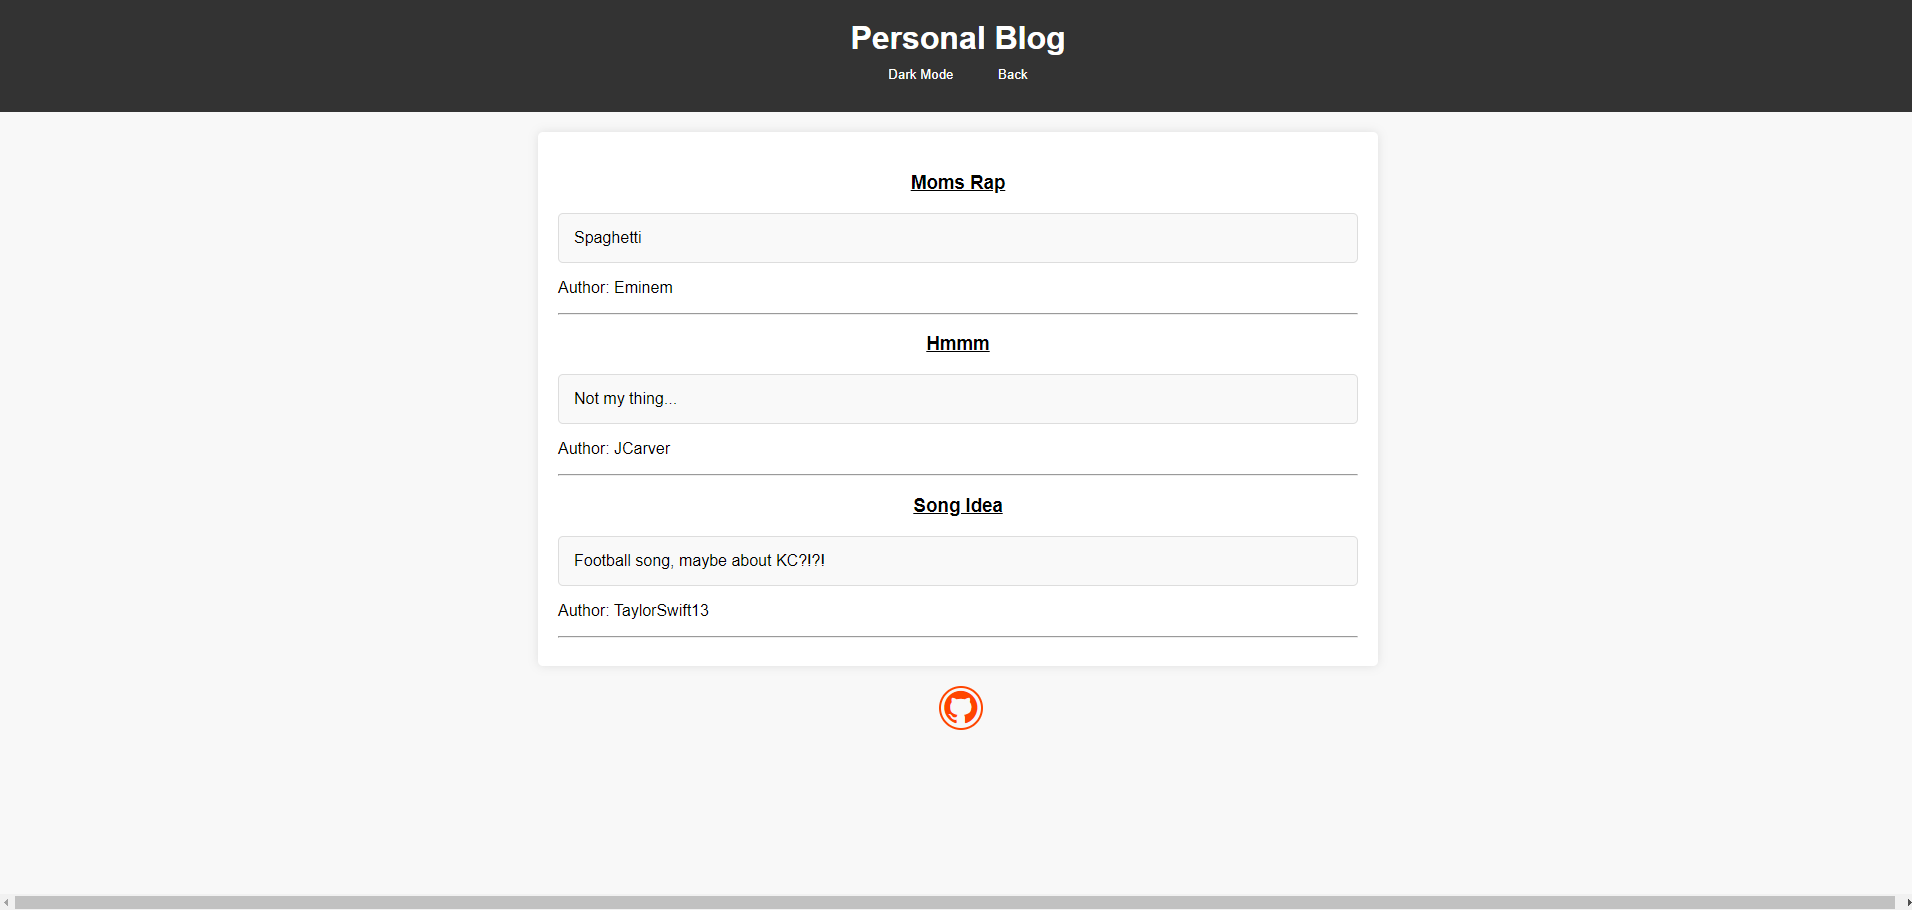 Personal Blog
Dark Mode Back
Moms Rap
Spaghetti
Author: Eminem
Hmmm
Not my thing...
Author: JCarver
Song Idea
Football song, maybe about KC?!?!
Author: TaylorSwift13